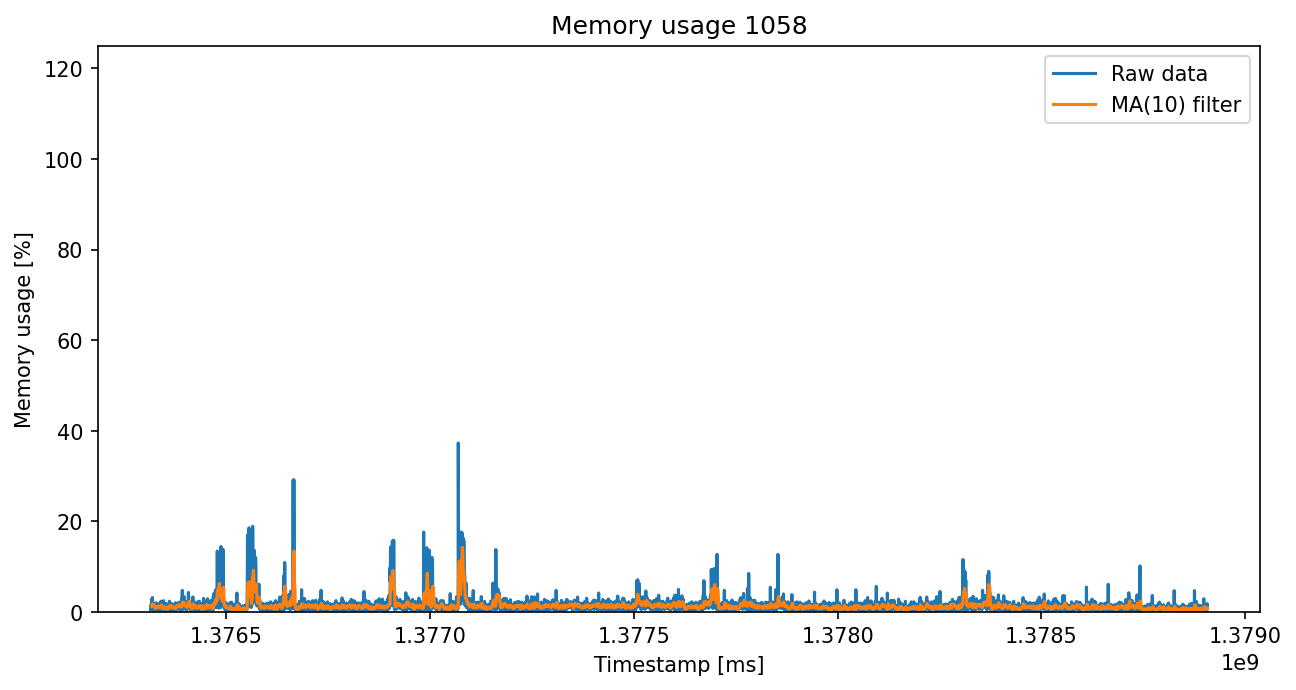 Memory usage 1058
Raw data
MA(10) filter
Memory usage [%]
120
100
80
60
40
20
0
1.3765 1.3770 1.3775 1.3780 1.3785 1.3790
1e9
Timestamp [ms]